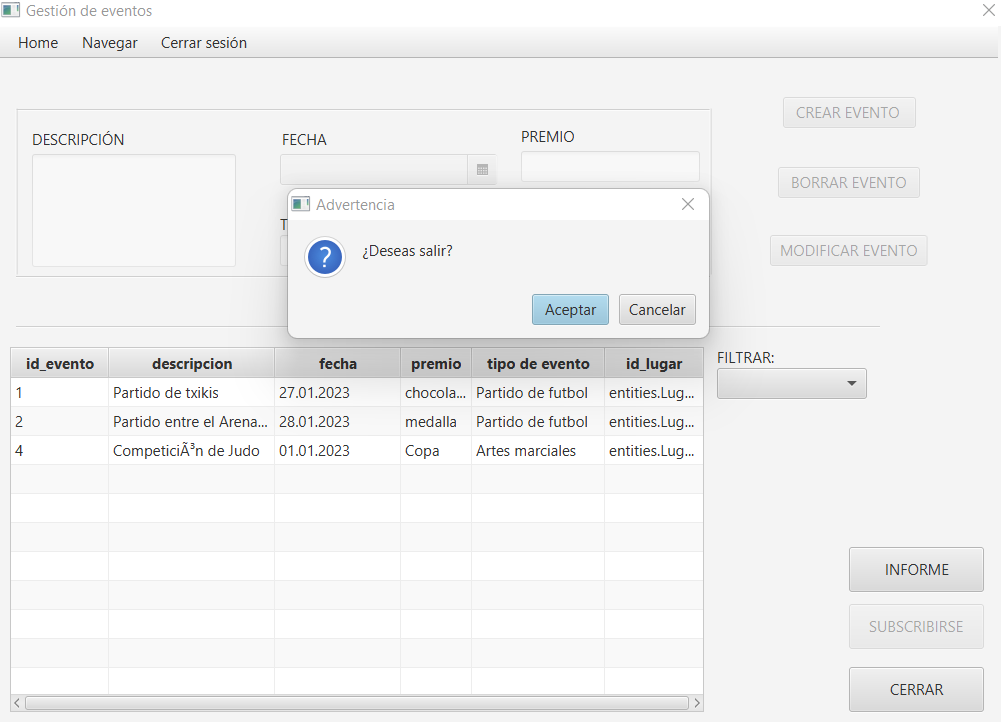 Gestión de eventos
Home Navegar Cerrar sesión
DESCRIPCIÓN FECHA PREMIO
CREAR EVENTO
BORRAR EVENTO
MODIFICAR EVENTO
T
Advertencia
¿Deseas salir?
Aceptar Cancelar
id_evento descripcion fecha premio tipo de evento id_lugar
1 Partido de txikis 27.01.2023 chocola... Partido de futbol entities.Lug...
2 Partido entre el Arena... 28.01.2023 medalla Partido de futbol entities.Lug...
4 CompeticiÃ³n de Judo 01.01.2023 Copa Artes marciales entities.Lug...
FILTRAR:
INFORME
SUBSCRIBIRSE
CERRAR